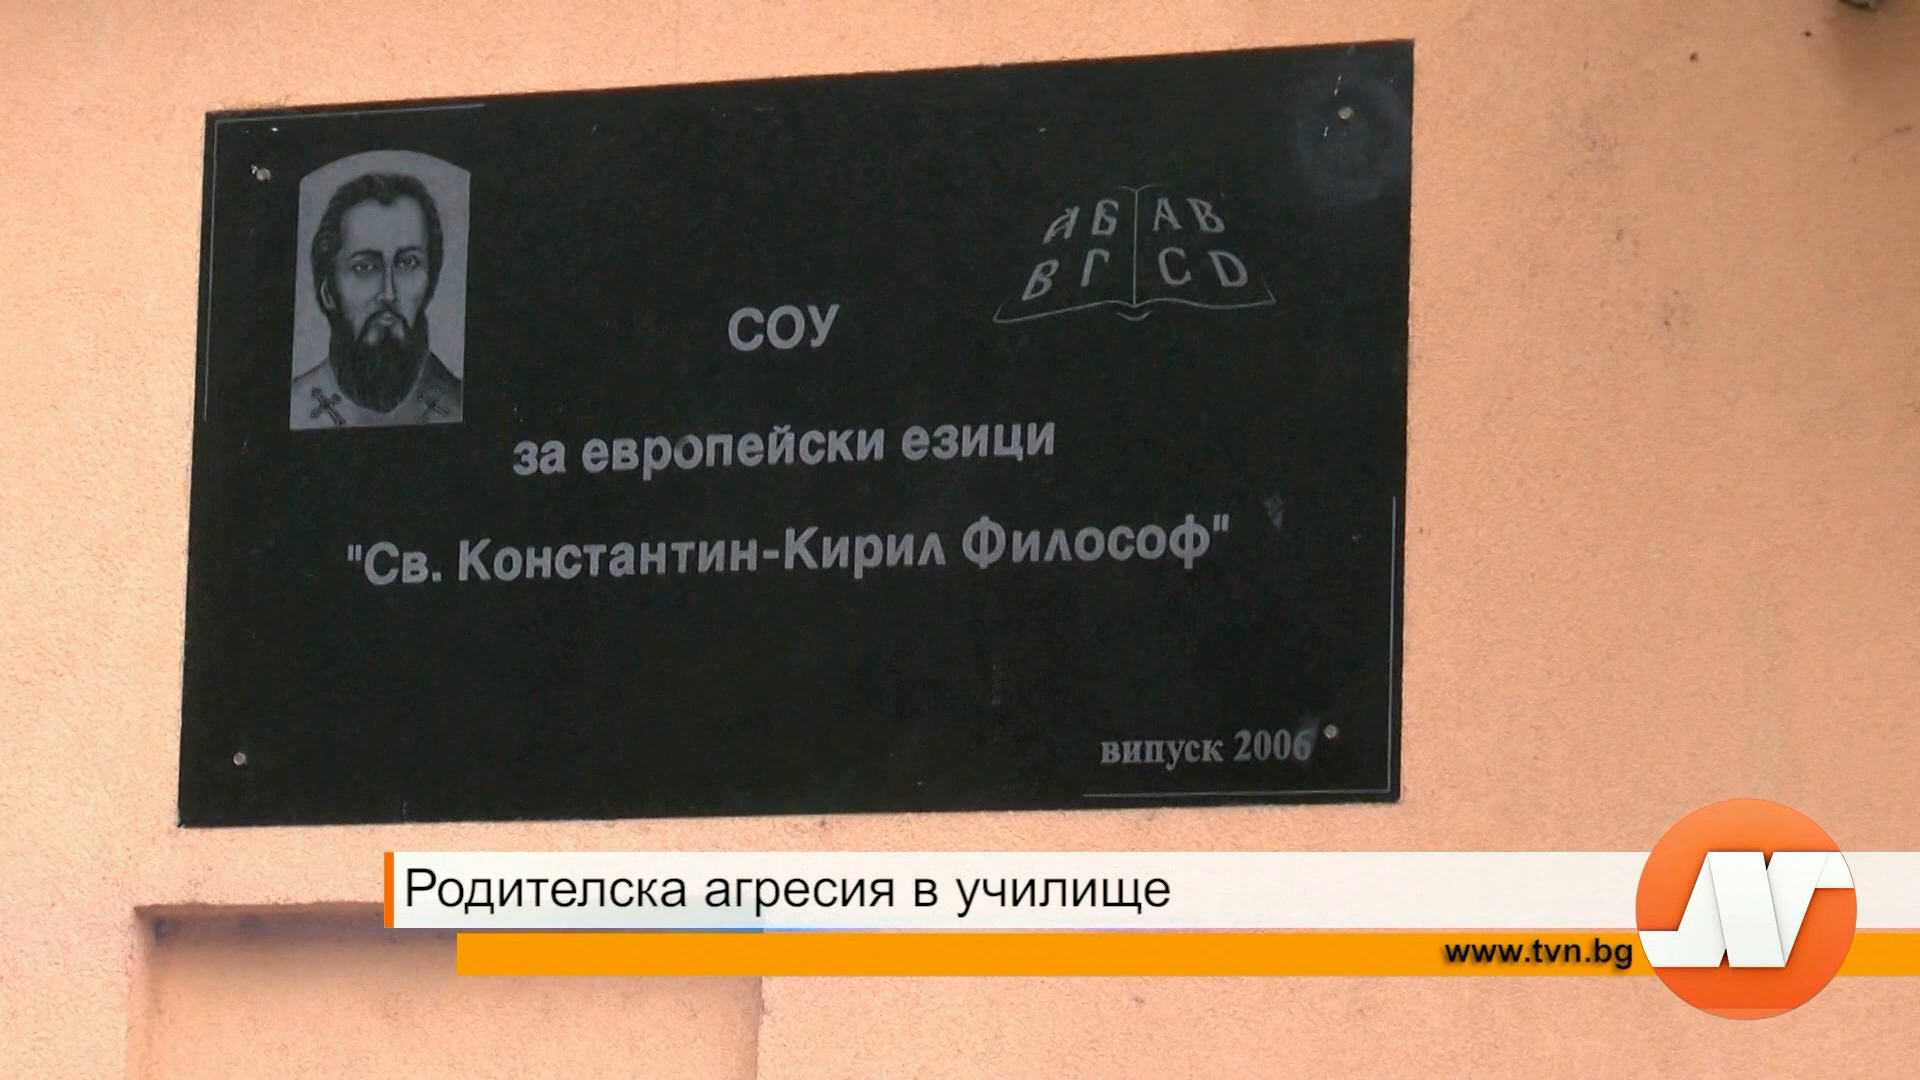 АБ АВ
ВГ CD
СОУ
за европейски езици
"Св. Константин-Кирил Философ"
випуск 2006
Родителска агресия в училище
www.tvn.bg